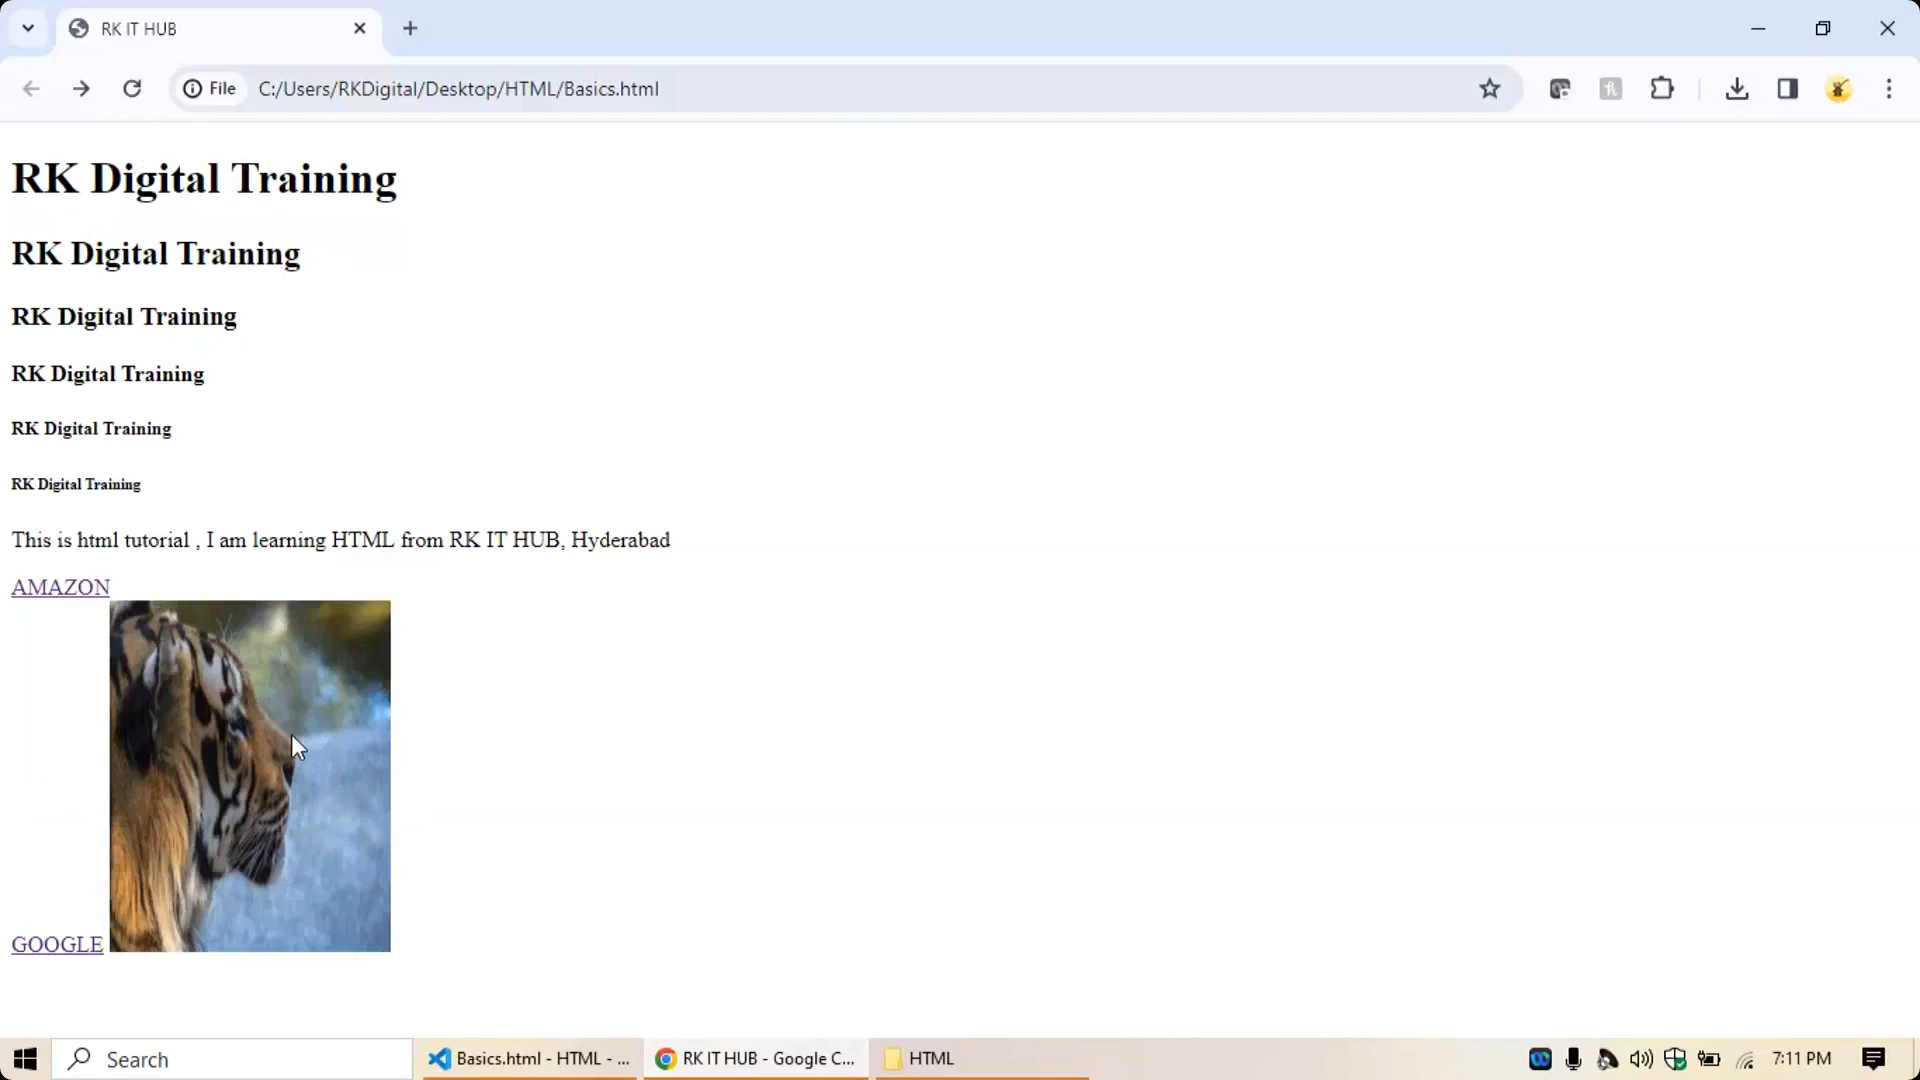 RK IT HUB
File
C:/Users/RKDigital/Desktop/HTML/Basics.html
RK Digital Training
RK Digital Training
RK Digital Training
RK Digital Training
RK Digital Training
RK Digital Training
This is html tutorial , I am learning HTML from RK IT HUB, Hyderabad
AMAZON
GOOGLE
Search
Basics.html - HTML - ...
RK IT HUB - Google C...
HTML
7:11 PM